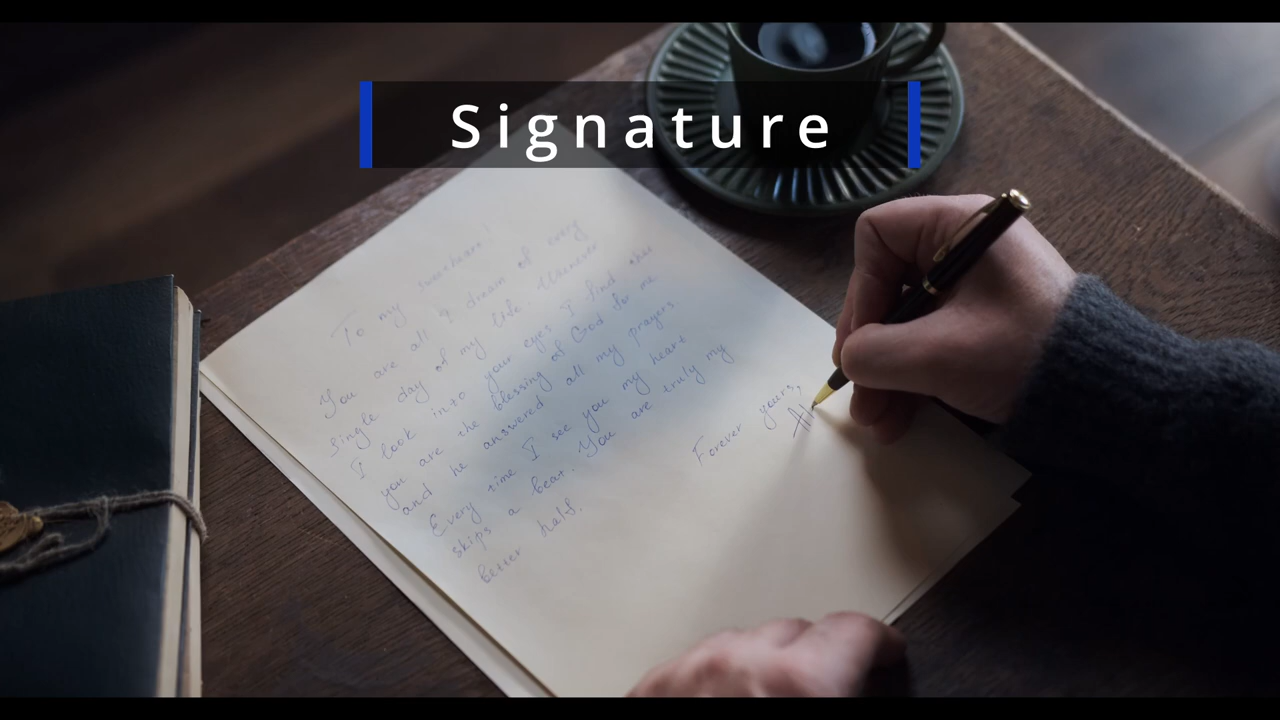 Signature
To my sweetheart!
You are all I dream of every
single day of my life. Whenever
I look into your eyes I find that
you are the blessing of God for me
and he answered all my prayers
Every time I see you my heart
skips a beat. You are truly my
better half.
Forever yours,